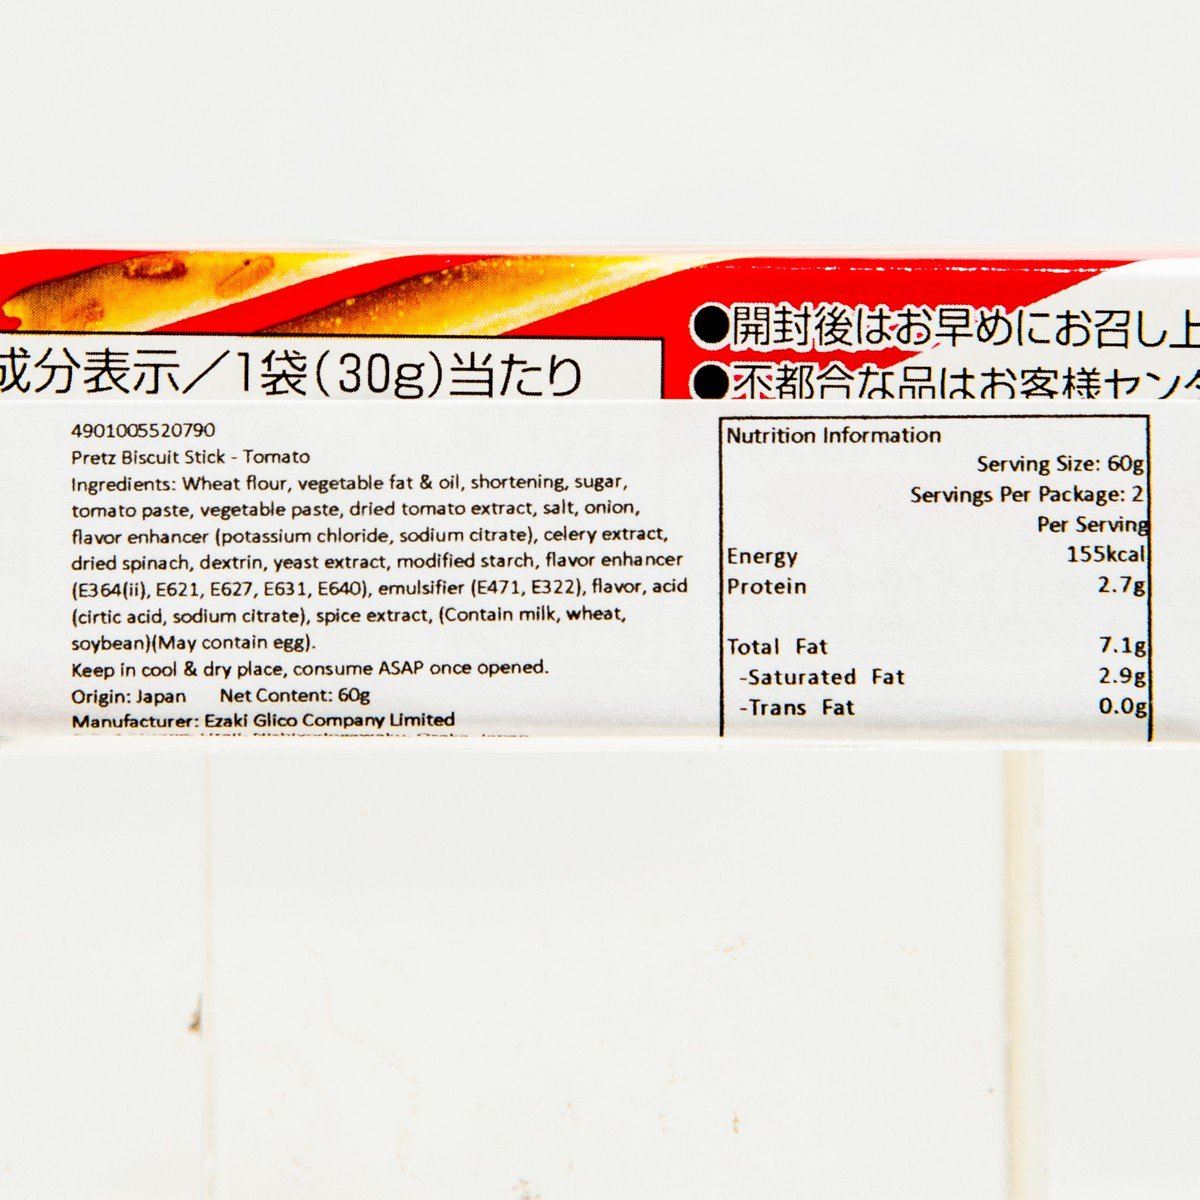 成分表示／1袋(30g)当たり
●開封後はお早めにお召し上
●不都合な品はお客様センタ
4901005520790
Pretz Biscuit Stick - Tomato
Ingredients: Wheat flour, vegetable fat & oil, shortening, sugar,
tomato paste, vegetable paste, dried tomato extract, salt, onion,
flavor enhancer (potassium chloride, sodium citrate), celery extract,
dried spinach, dextrin, yeast extract, modified starch, flavor enhancer
(E364(ii), E621, E627, E631, E640), emulsifier (E471, E322), flavor, acid
(cirtic acid, sodium citrate), spice extract, (Contain milk, wheat,
soybean)(May contain egg).
Keep in cool & dry place, consume ASAP once opened.
Origin: Japan Net Content: 60g
Manufacturer: Ezaki Glico Company Limited
Nutrition Information
Serving Size: 60g
Servings Per Package: 2
Per Serving
Energy 155kcal
Protein 2.7g
Total Fat 7.1g
-Saturated Fat 2.9g
-Trans Fat 0.0g